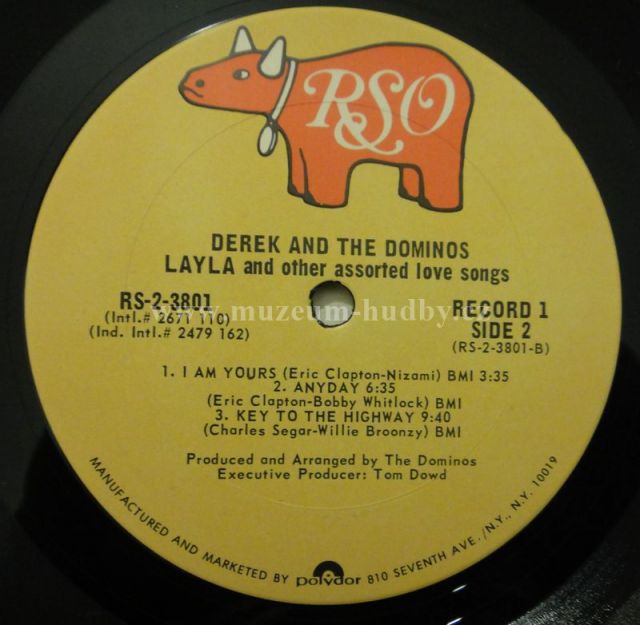 RSO
DEREK AND THE DOMINOS
LAYLA and other assorted love songs
RS-2-3801
(Intl.# 2671 110)
(Ind. Intl.# 2479 162)
RECORD 1
SIDE 2
(RS-2-3801-B)
www.muzeum-hudby.cz
1. I AM YOURS (Eric Clapton-Nizami) BMI 3:35
2. ANYDAY 6:35
(Eric Clapton-Bobby Whitlock) BMI
3. KEY TO THE HIGHWAY 9:40
(Charles Segar-Willie Broonzy) BMI
Produced and Arranged by The Dominos
Executive Producer: Tom Dowd
MANUFACTURED AND MARKETED BY polydor 810 SEVENTH AVE./N.Y., N.Y. 10019